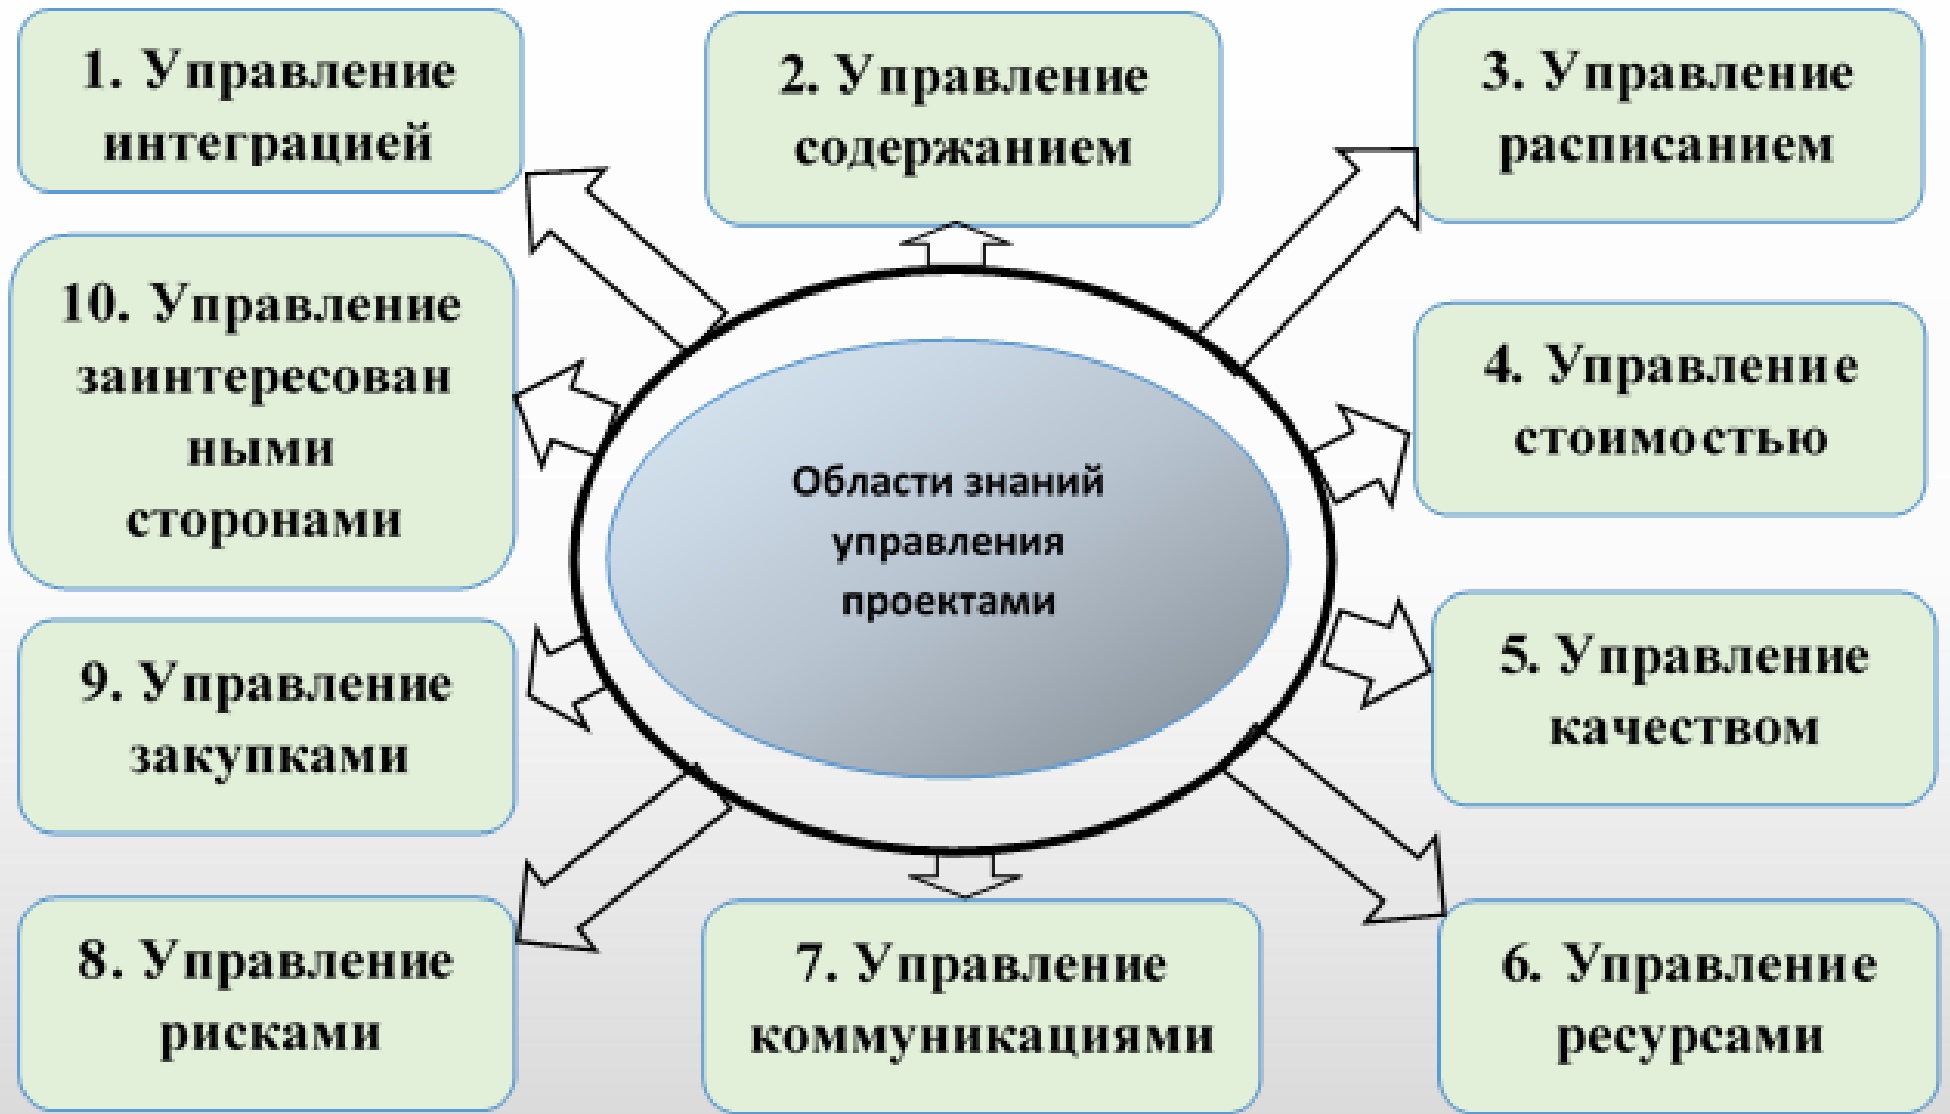 1. Управление
интеграцией
2. Управление
содержанием
3. Управление
расписанием
10. Управление
заинтересован
ными
сторонами
4. Управление
стоимостью
Области знаний
управления
проектами
9. Управление
закупками
5. Управление
качеством
8. Управление
рисками
7. Управление
коммуникациями
6. Управление
ресурсами